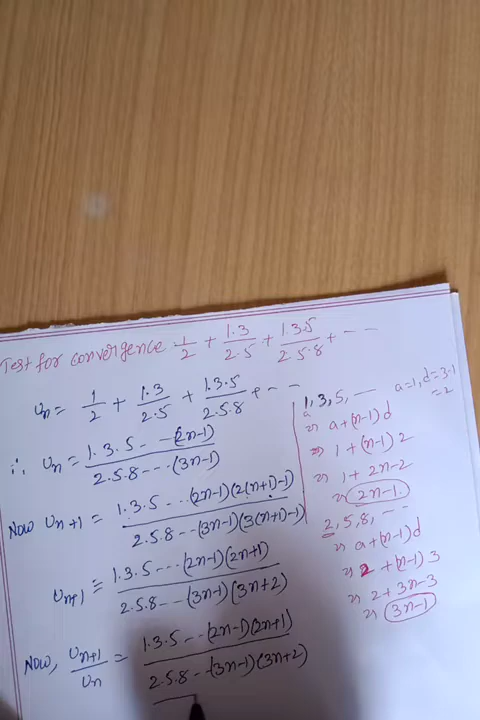 Test for convergence 1/2 + 1.3/2.5 + 1.3.5/2.5.8 + ---
Un = 1/2 + 1.3/2.5 + 1.3.5/2.5.8 + ---
∴ Un = 1.3.5---(2n-1) / 2.5.8----(3n-1)
Now Un+1 = 1.3.5---(2n-1)(2(n+1)-1) / 2.5.8--(3n-1)(3(n+1)-1)
Un+1 = 1.3.5---(2n-1)(2n+1) / 2.5.8---(3n-1)(3n+2)
Now, Un+1/Un = 1.3.5---(2n-1)(2n+1) / 2.5.8---(3n-1)(3n+2)
1,3,5,--- a=1, d=3-1
a =2
⇒ a+(n-1)d
⇒ 1+(n-1)2
⇒ 1+2n-2
⇒ 2n-1
2,5,8,---
⇒ a+(n-1)d
⇒ 2+(n-1)3
⇒ 2+3n-3
⇒ 3n-1